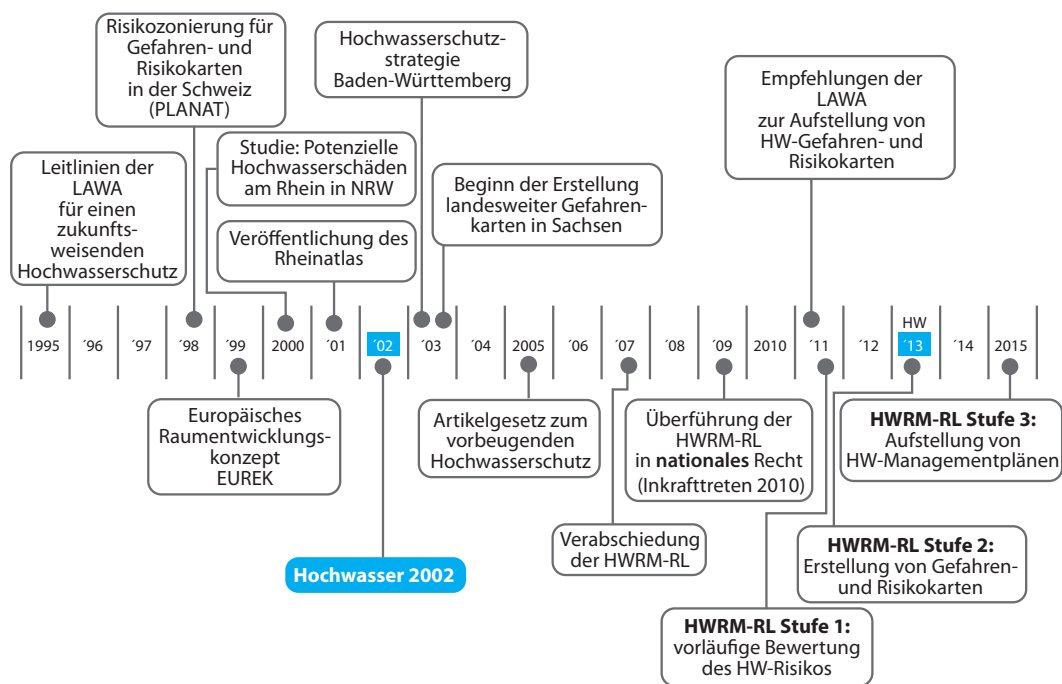 Risikozonierung für
Gefahren- und
Risikokarten
in der Schweiz
(PLANAT)
Hochwasserschutz-
strategie
Baden-Württemberg
Empfehlungen der
LAWA
zur Aufstellung von
HW-Gefahren- und
Risikokarten
Leitlinien der
LAWA
für einen
zukunfts-
weisenden
Hochwasserschutz
Studie: Potenzielle
Hochwasserschäden
am Rhein in NRW
Beginn der Erstellung
landesweiter Gefahren-
karten in Sachsen
Veröffentlichung des
Rheinatlas
HW
1995 ´96 ´97 ´98 ´99 2000 ´01 ´02 ´03 ´04 2005 ´06 ´07 ´08 ´09 2010 ´11 ´12 ´13 ´14 2015
Europäisches
Raumentwicklungs-
konzept
EUREK
Artikelgesetz zum
vorbeugenden
Hochwasserschutz
Überführung der
HWRM-RL
in nationales Recht
(Inkrafttreten 2010)
HWRM-RL Stufe 3:
Aufstellung von
HW-Managementplänen
Hochwasser 2002
Verabschiedung
der HWRM-RL
HWRM-RL Stufe 2:
Erstellung von Gefahren-
und Risikokarten
HWRM-RL Stufe 1:
vorläufige Bewertung
des HW-Risikos